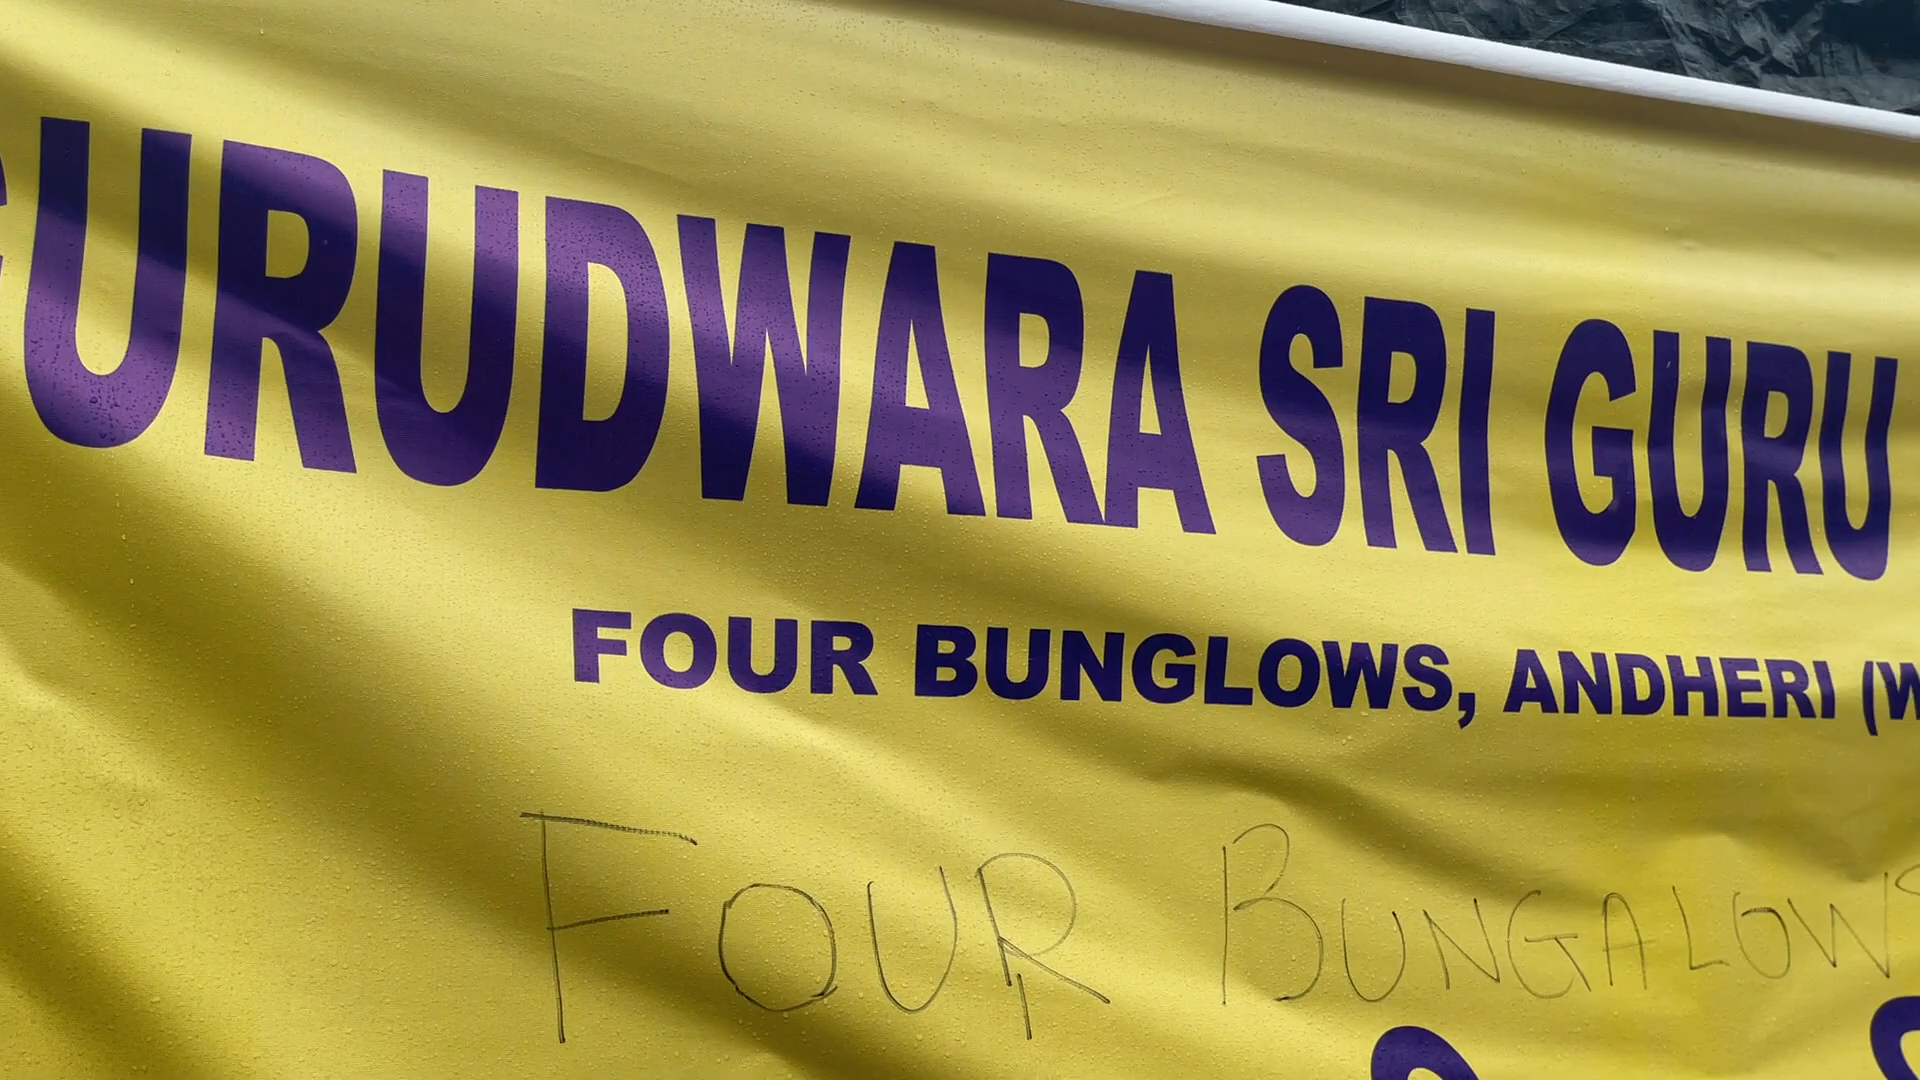 GURUDWARA SRI GURU
FOUR BUNGLOWS, ANDHERI (W
FOUR BUNGALOWS